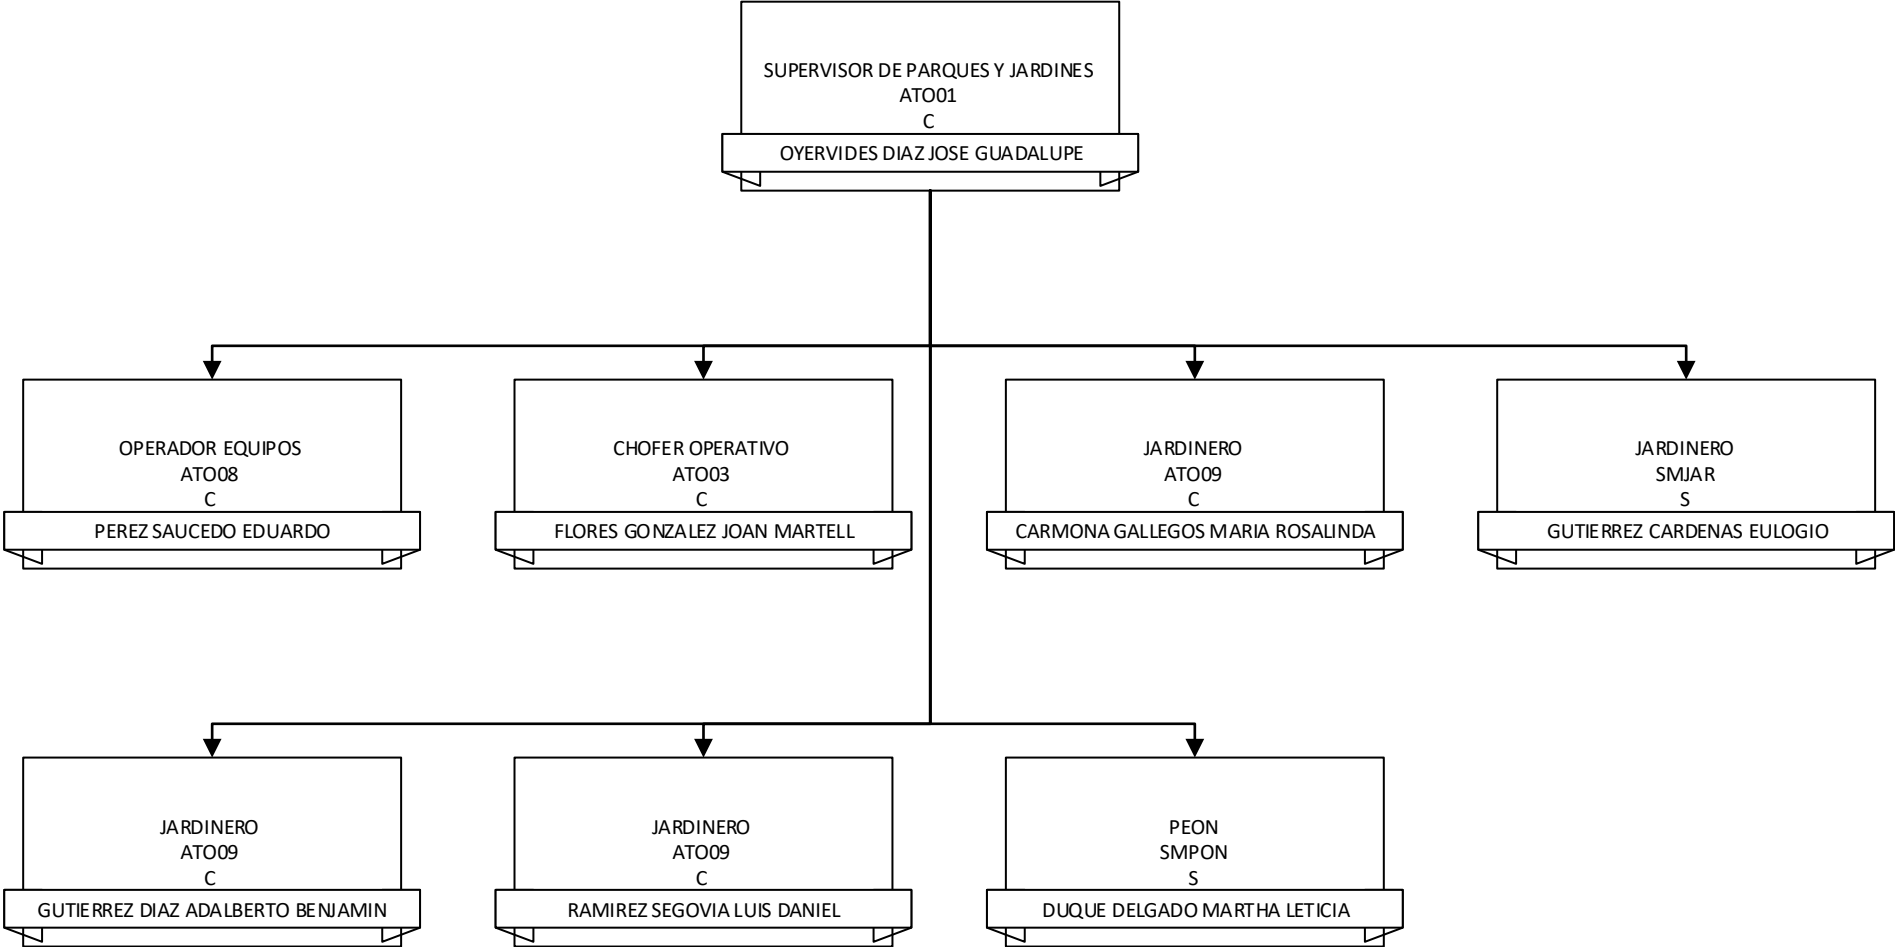 SUPERVISOR DE PARQUES Y JARDINES
ATO01
C
OYERVIDES DIAZ JOSE GUADALUPE
OPERADOR EQUIPOS
ATO08
C
PEREZ SAUCEDO EDUARDO
CHOFER OPERATIVO
ATO03
C
FLORES GONZALEZ JOAN MARTELL
JARDINERO
ATO09
C
CARMONA GALLEGOS MARIA ROSALINDA
JARDINERO
SMJAR
S
GUTIERREZ CARDENAS EULOGIO
JARDINERO
ATO09
C
GUTIERREZ DIAZ ADALBERTO BENJAMIN
JARDINERO
ATO09
C
RAMIREZ SEGOVIA LUIS DANIEL
PEON
SMPON
S
DUQUE DELGADO MARTHA LETICIA